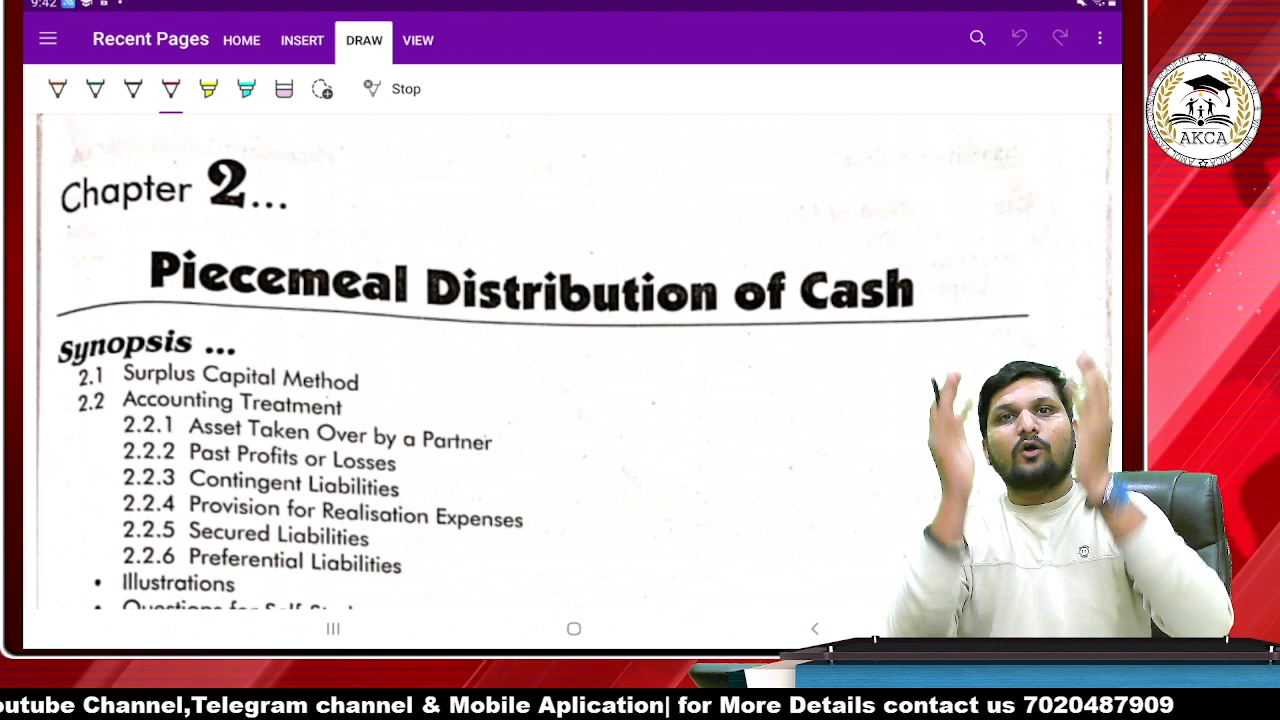 9:42
Recent Pages HOME INSERT DRAW VIEW
Stop
Chapter 2...
Piecemeal Distribution of Cash
Synopsis ...
2.1 Surplus Capital Method
2.2 Accounting Treatment
2.2.1 Asset Taken Over by a Partner
2.2.2 Past Profits or Losses
2.2.3 Contingent Liabilities
2.2.4 Provision for Realisation Expenses
2.2.5 Secured Liabilities
2.2.6 Preferential Liabilities
• Illustrations
AKCA
outube Channel,Telegram channel & Mobile Aplication| for More Details contact us 7020487909